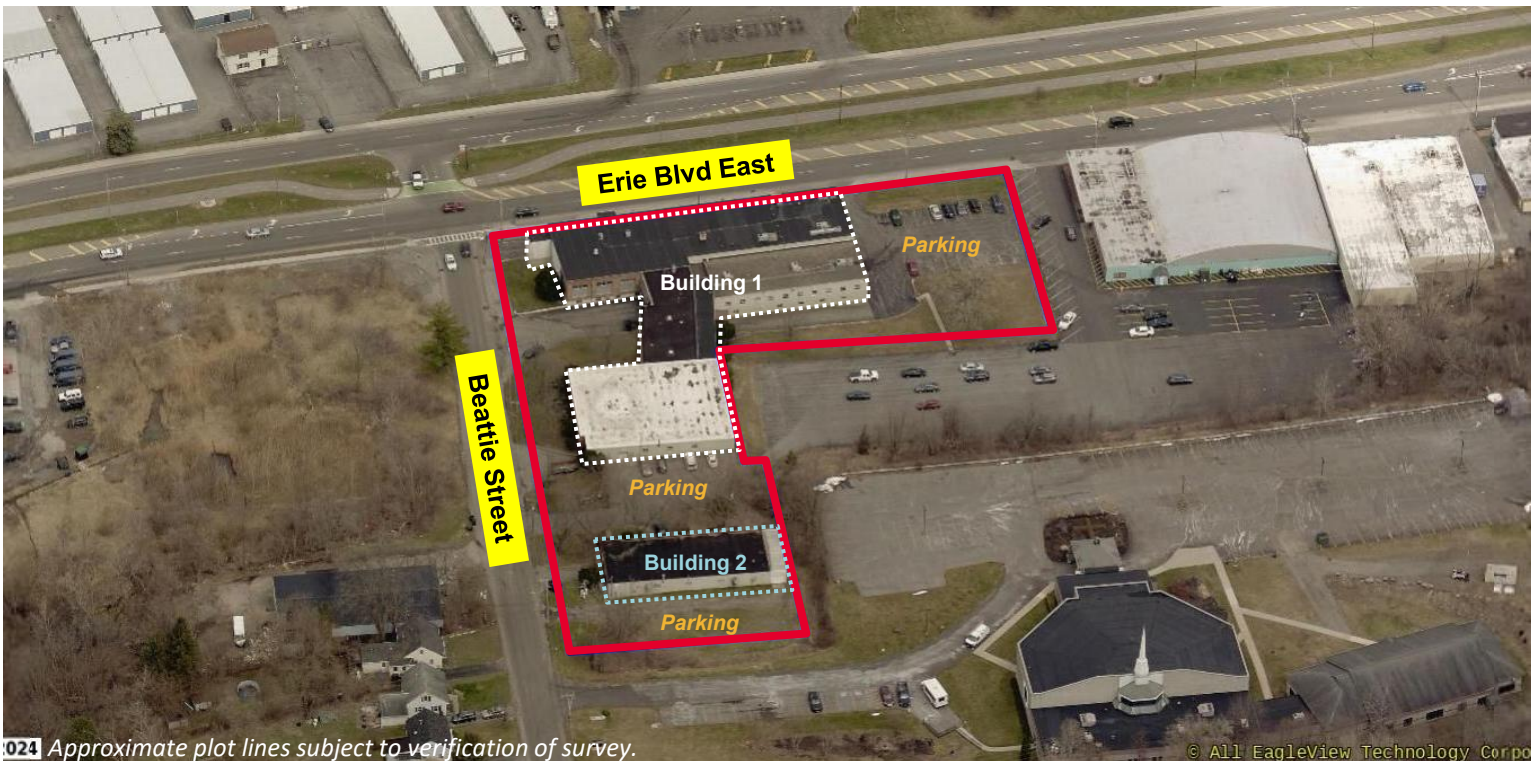 Erie Blvd East
Parking
Building 1
Beattie Street
Parking
Building 2
Parking
2024 Approximate plot lines subject to verification of survey.
© All EagleView Technology Corpo